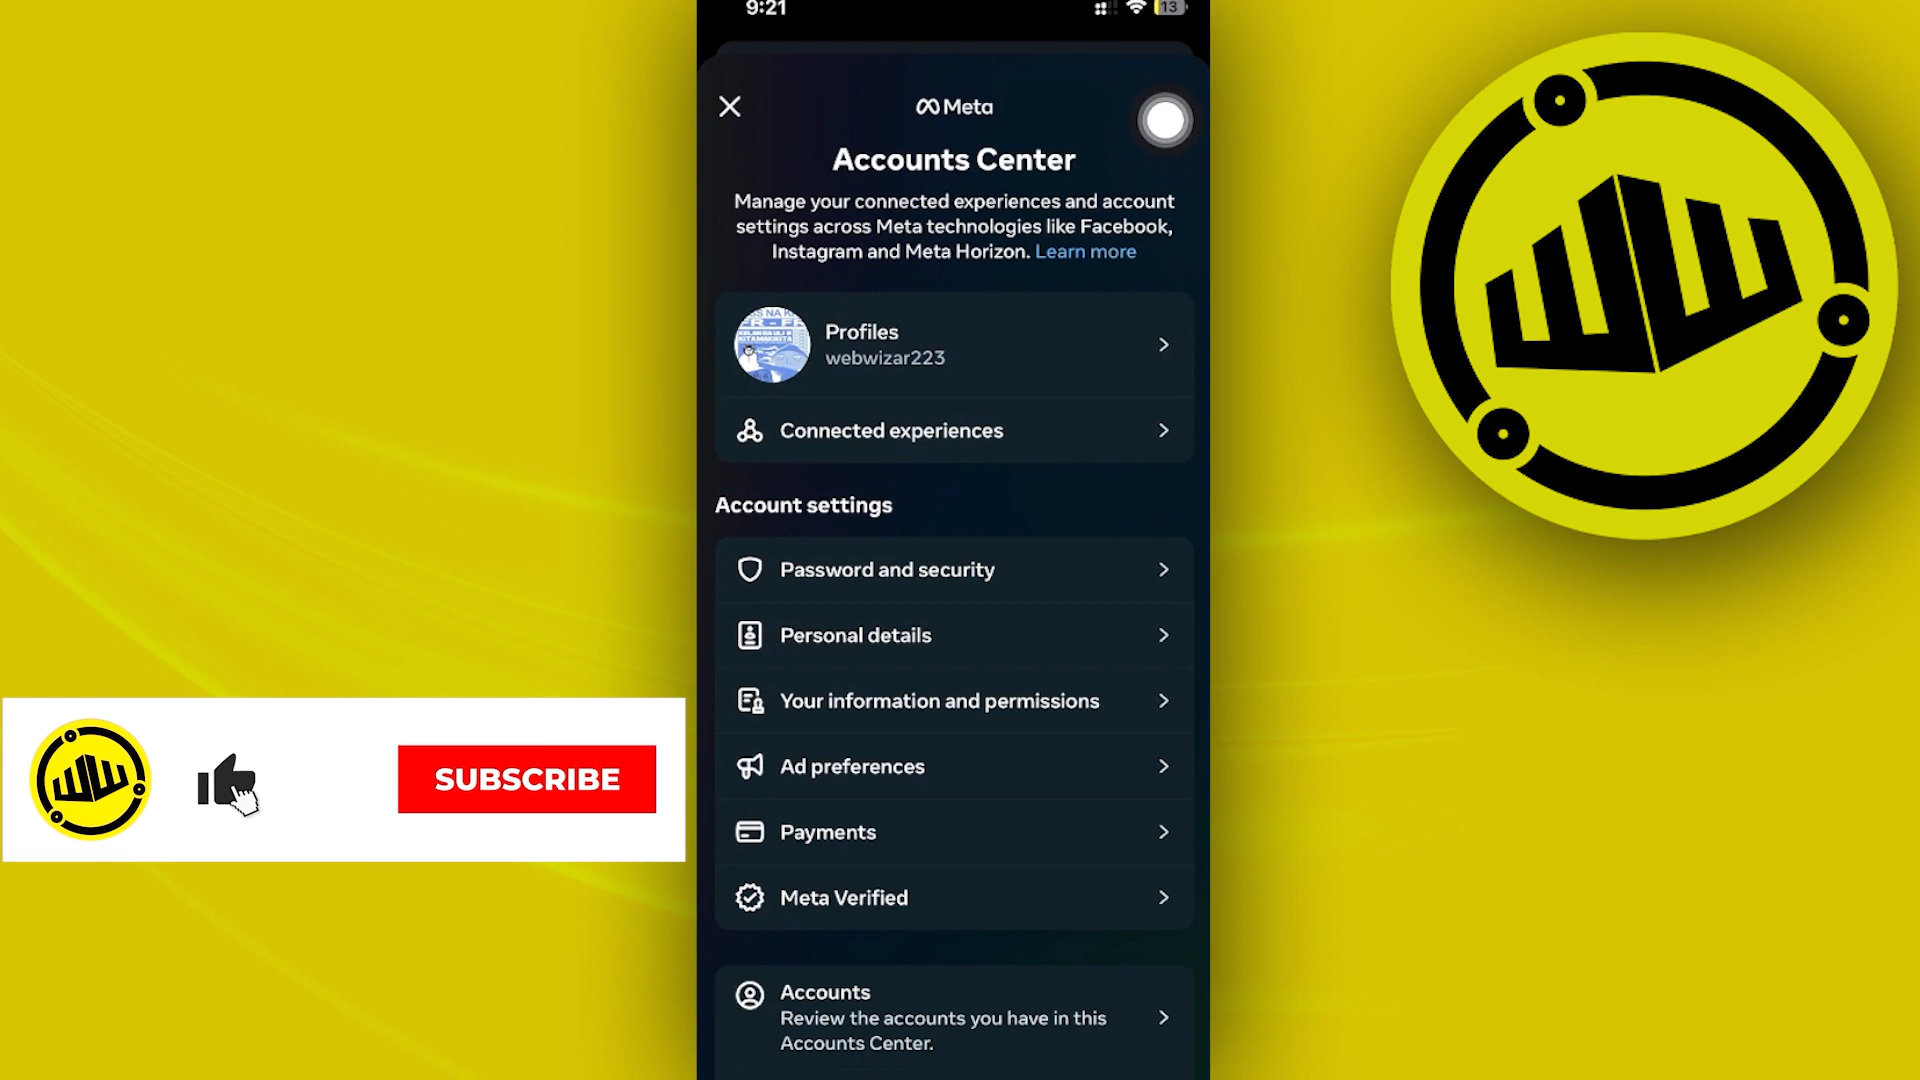 9:21
13
Meta
Accounts Center
Manage your connected experiences and account
settings across Meta technologies like Facebook,
Instagram and Meta Horizon. Learn more
Profiles
webwizar223
Connected experiences
Account settings
Password and security
Personal details
Your information and permissions
Ad preferences
Payments
Meta Verified
Accounts
Review the accounts you have in this
Accounts Center.
SUBSCRIBE